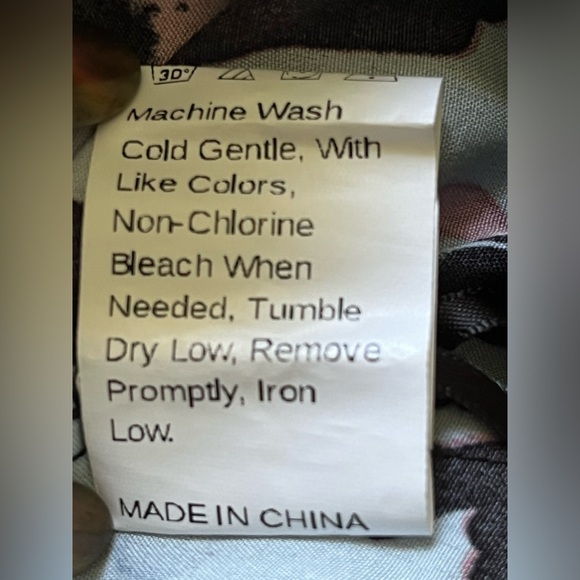 30°
Machine Wash
Cold Gentle, With
Like Colors,
Non-Chlorine
Bleach When
Needed, Tumble
Dry Low, Remove
Promptly, Iron
Low.
MADE IN CHINA